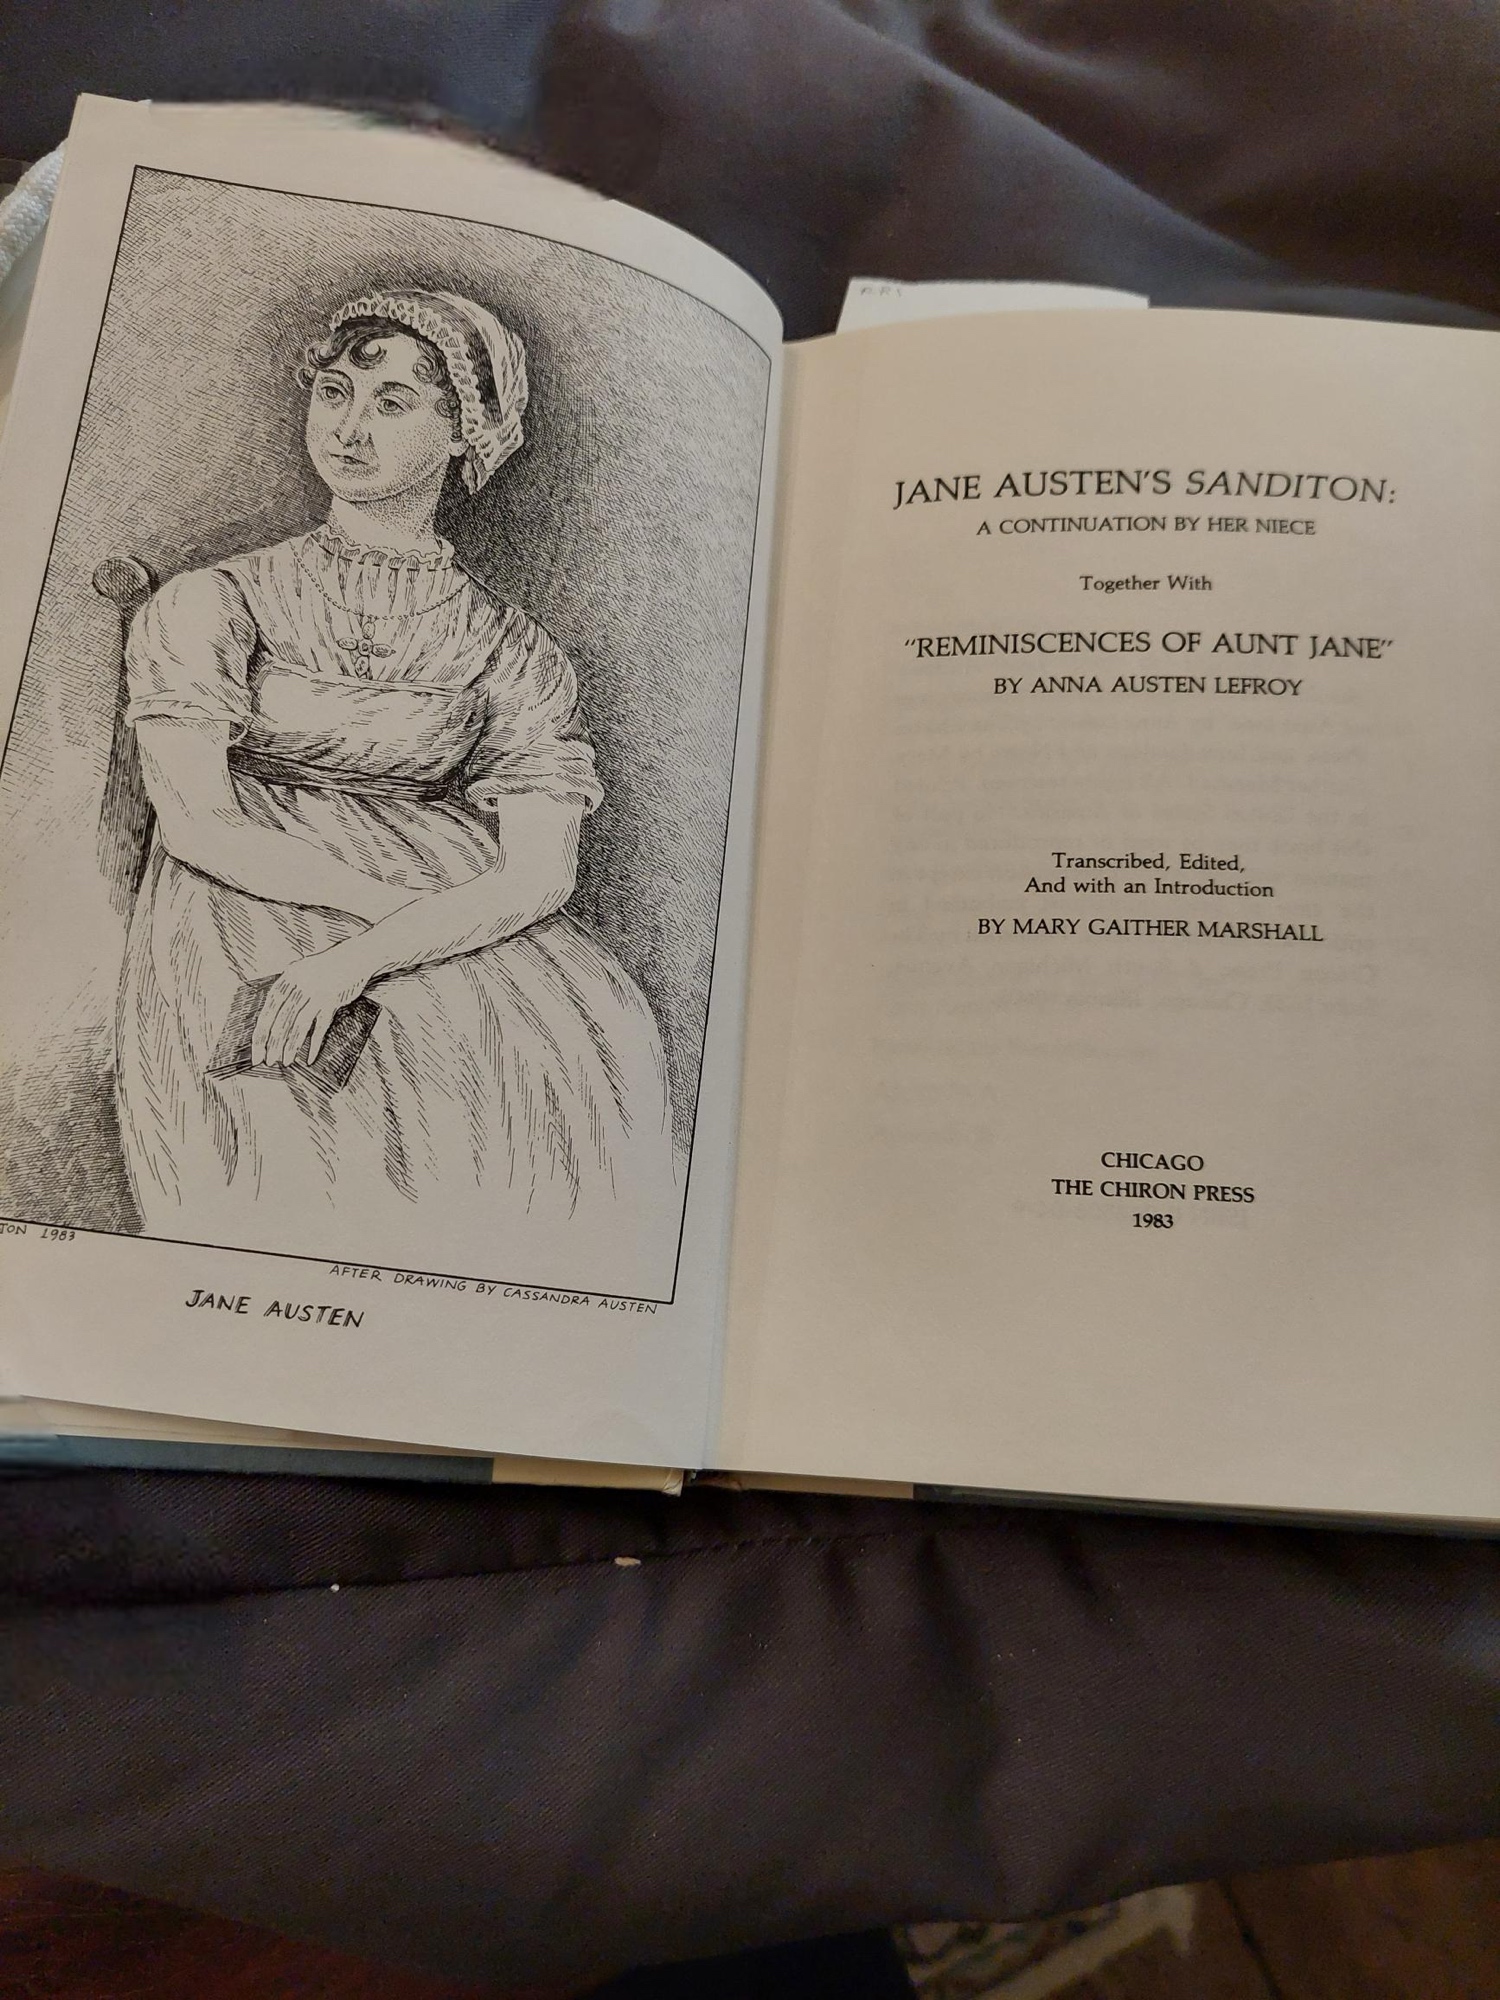 TON 1983
AFTER DRAWING BY CASSANDRA AUSTEN
JANE AUSTEN
JANE AUSTEN'S SANDITON:
A CONTINUATION BY HER NIECE
Together With
"REMINISCENCES OF AUNT JANE"
BY ANNA AUSTEN LEFROY
Transcribed, Edited,
And with an Introduction
BY MARY GAITHER MARSHALL
CHICAGO
THE CHIRON PRESS
1983